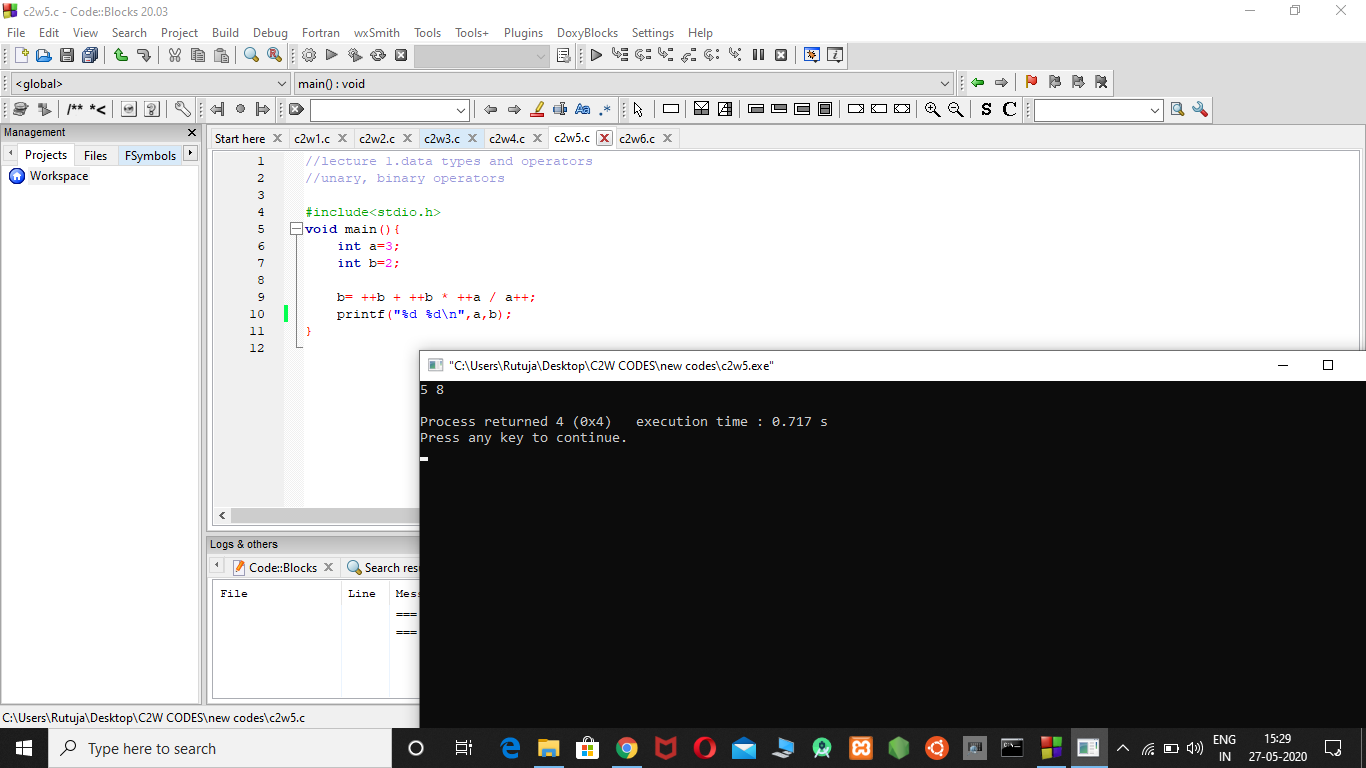 c2w5.c - Code::Blocks 20.03
File Edit View Search Project Build Debug Fortran wxSmith Tools Tools+ Plugins DoxyBlocks Settings Help
<global> main() : void
/** *< Aa .* S C
Management
Projects Files FSymbols
Workspace
Start here c2w1.c c2w2.c c2w3.c c2w4.c c2w5.c c2w6.c
1 //lecture 1.data types and operators
2 //unary, binary operators
3
4 #include<stdio.h>
5 void main(){
6 int a=3;
7 int b=2;
8
9 b= ++b + ++b * ++a / a++;
10 printf("%d %d\n",a,b);
11 }
12
"C:\Users\Rutuja\Desktop\C2W CODES\new codes\c2w5.exe"
5 8
Process returned 4 (0x4) execution time : 0.717 s
Press any key to continue.
Logs & others
Code::Blocks Search res
File Line Mess
===
===
C:\Users\Rutuja\Desktop\C2W CODES\new codes\c2w5.c
Type here to search
ENG
IN
15:29
27-05-2020